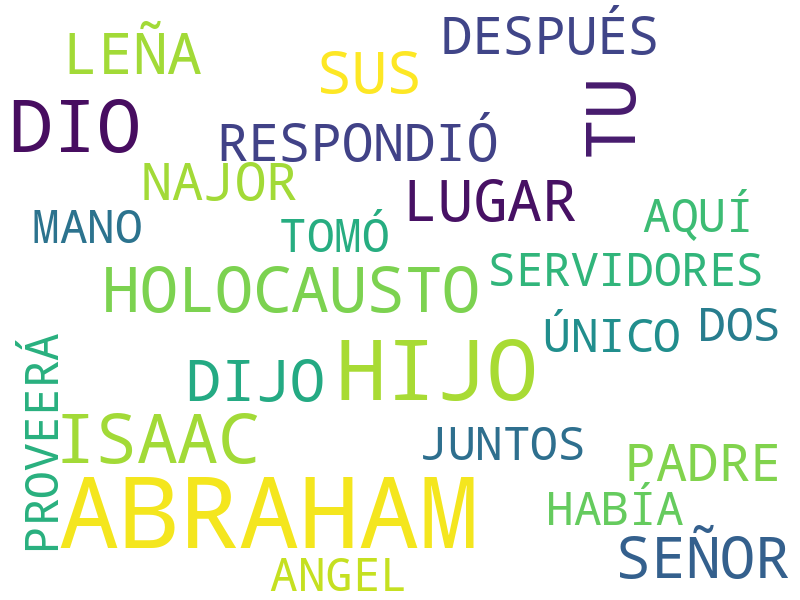 DESPUÉS
LEÑA
SUS
TU
DIO
RESPONDIÓ
NAJOR
LUGAR
AQUÍ
MANO
TOMÓ
SERVIDORES
HOLOCAUSTO
ÚNICO
DOS
PROVEERÁ
DIJO
HIJO
ISAAC
JUNTOS
PADRE
ABRAHAM
HABÍA
SEÑOR
ANGEL